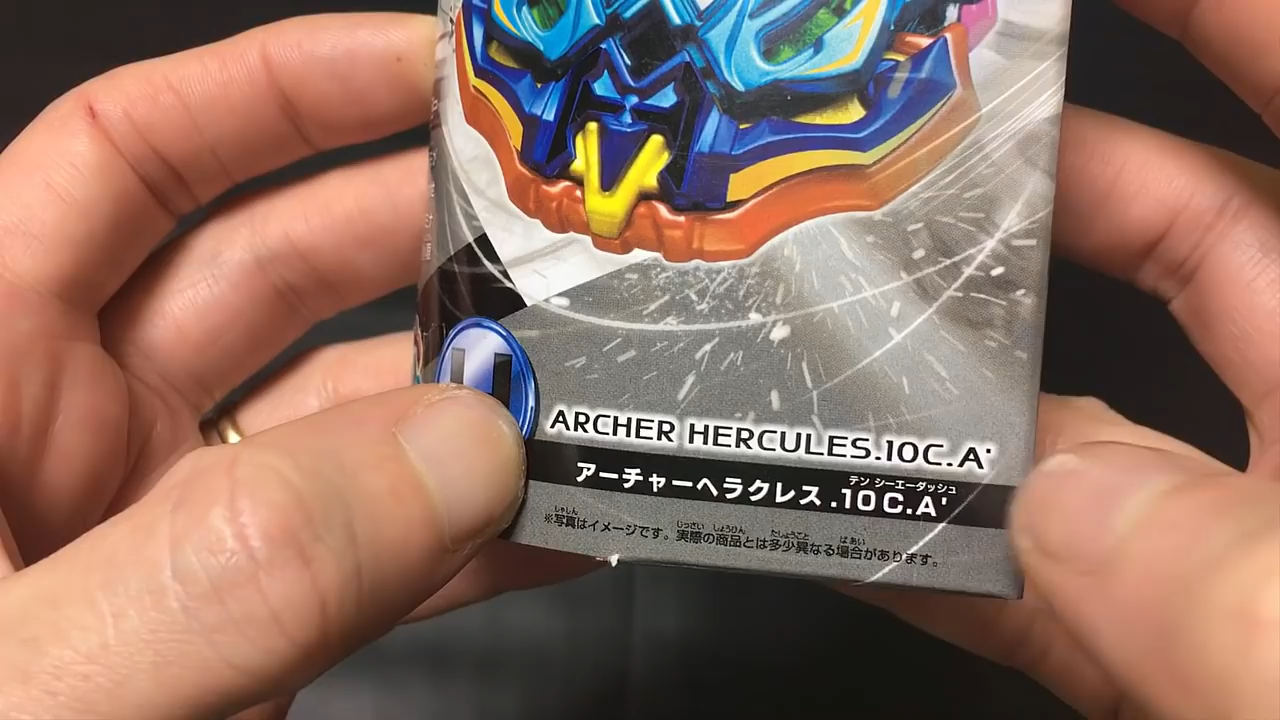 ARCHER HERCULES.10C.A'
テン シーエーダッシュ
アーチャーヘラクレス.10C.A'
しゃしん じっさい しょうひん たしょうこと ばあい
※写真はイメージです。実際の商品とは多少異なる場合があります。